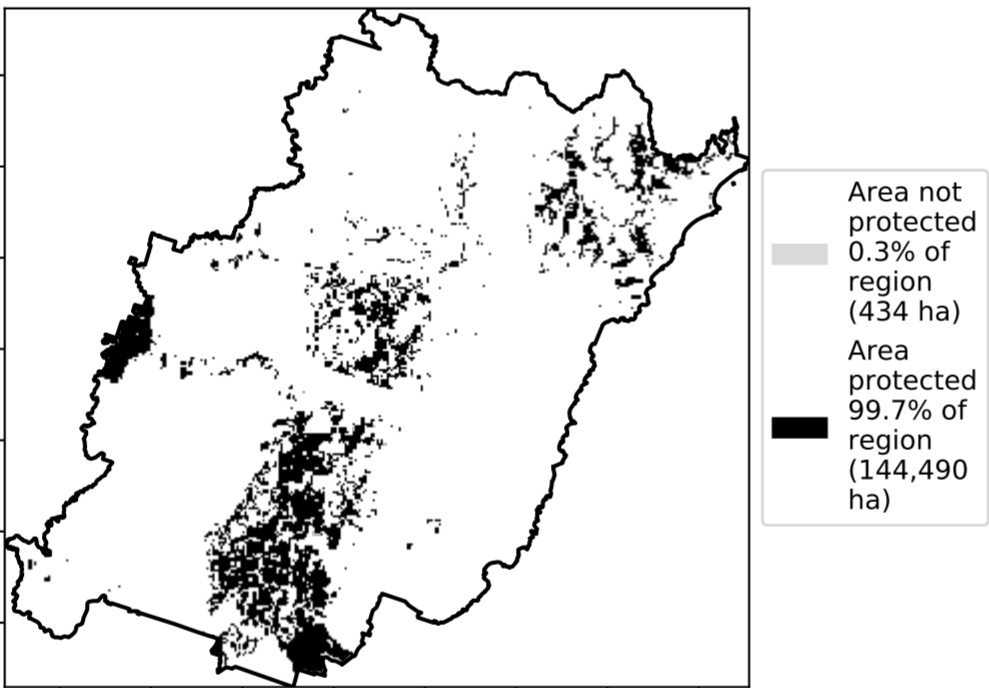 Area not
protected
0.3% of
region
(434 ha)
Area
protected
99.7% of
region
(144,490
ha)